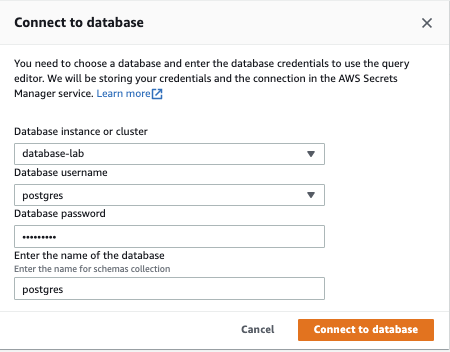 Connect to database
You need to choose a database and enter the database credentials to use the query
editor. We will be storing your credentials and the connection in the AWS Secrets
Manager service. Learn more
Database instance or cluster
database-lab
Database username
postgres
Database password
•••••••••
Enter the name of the database
Enter the name for schemas collection
postgres
Cancel
Connect to database